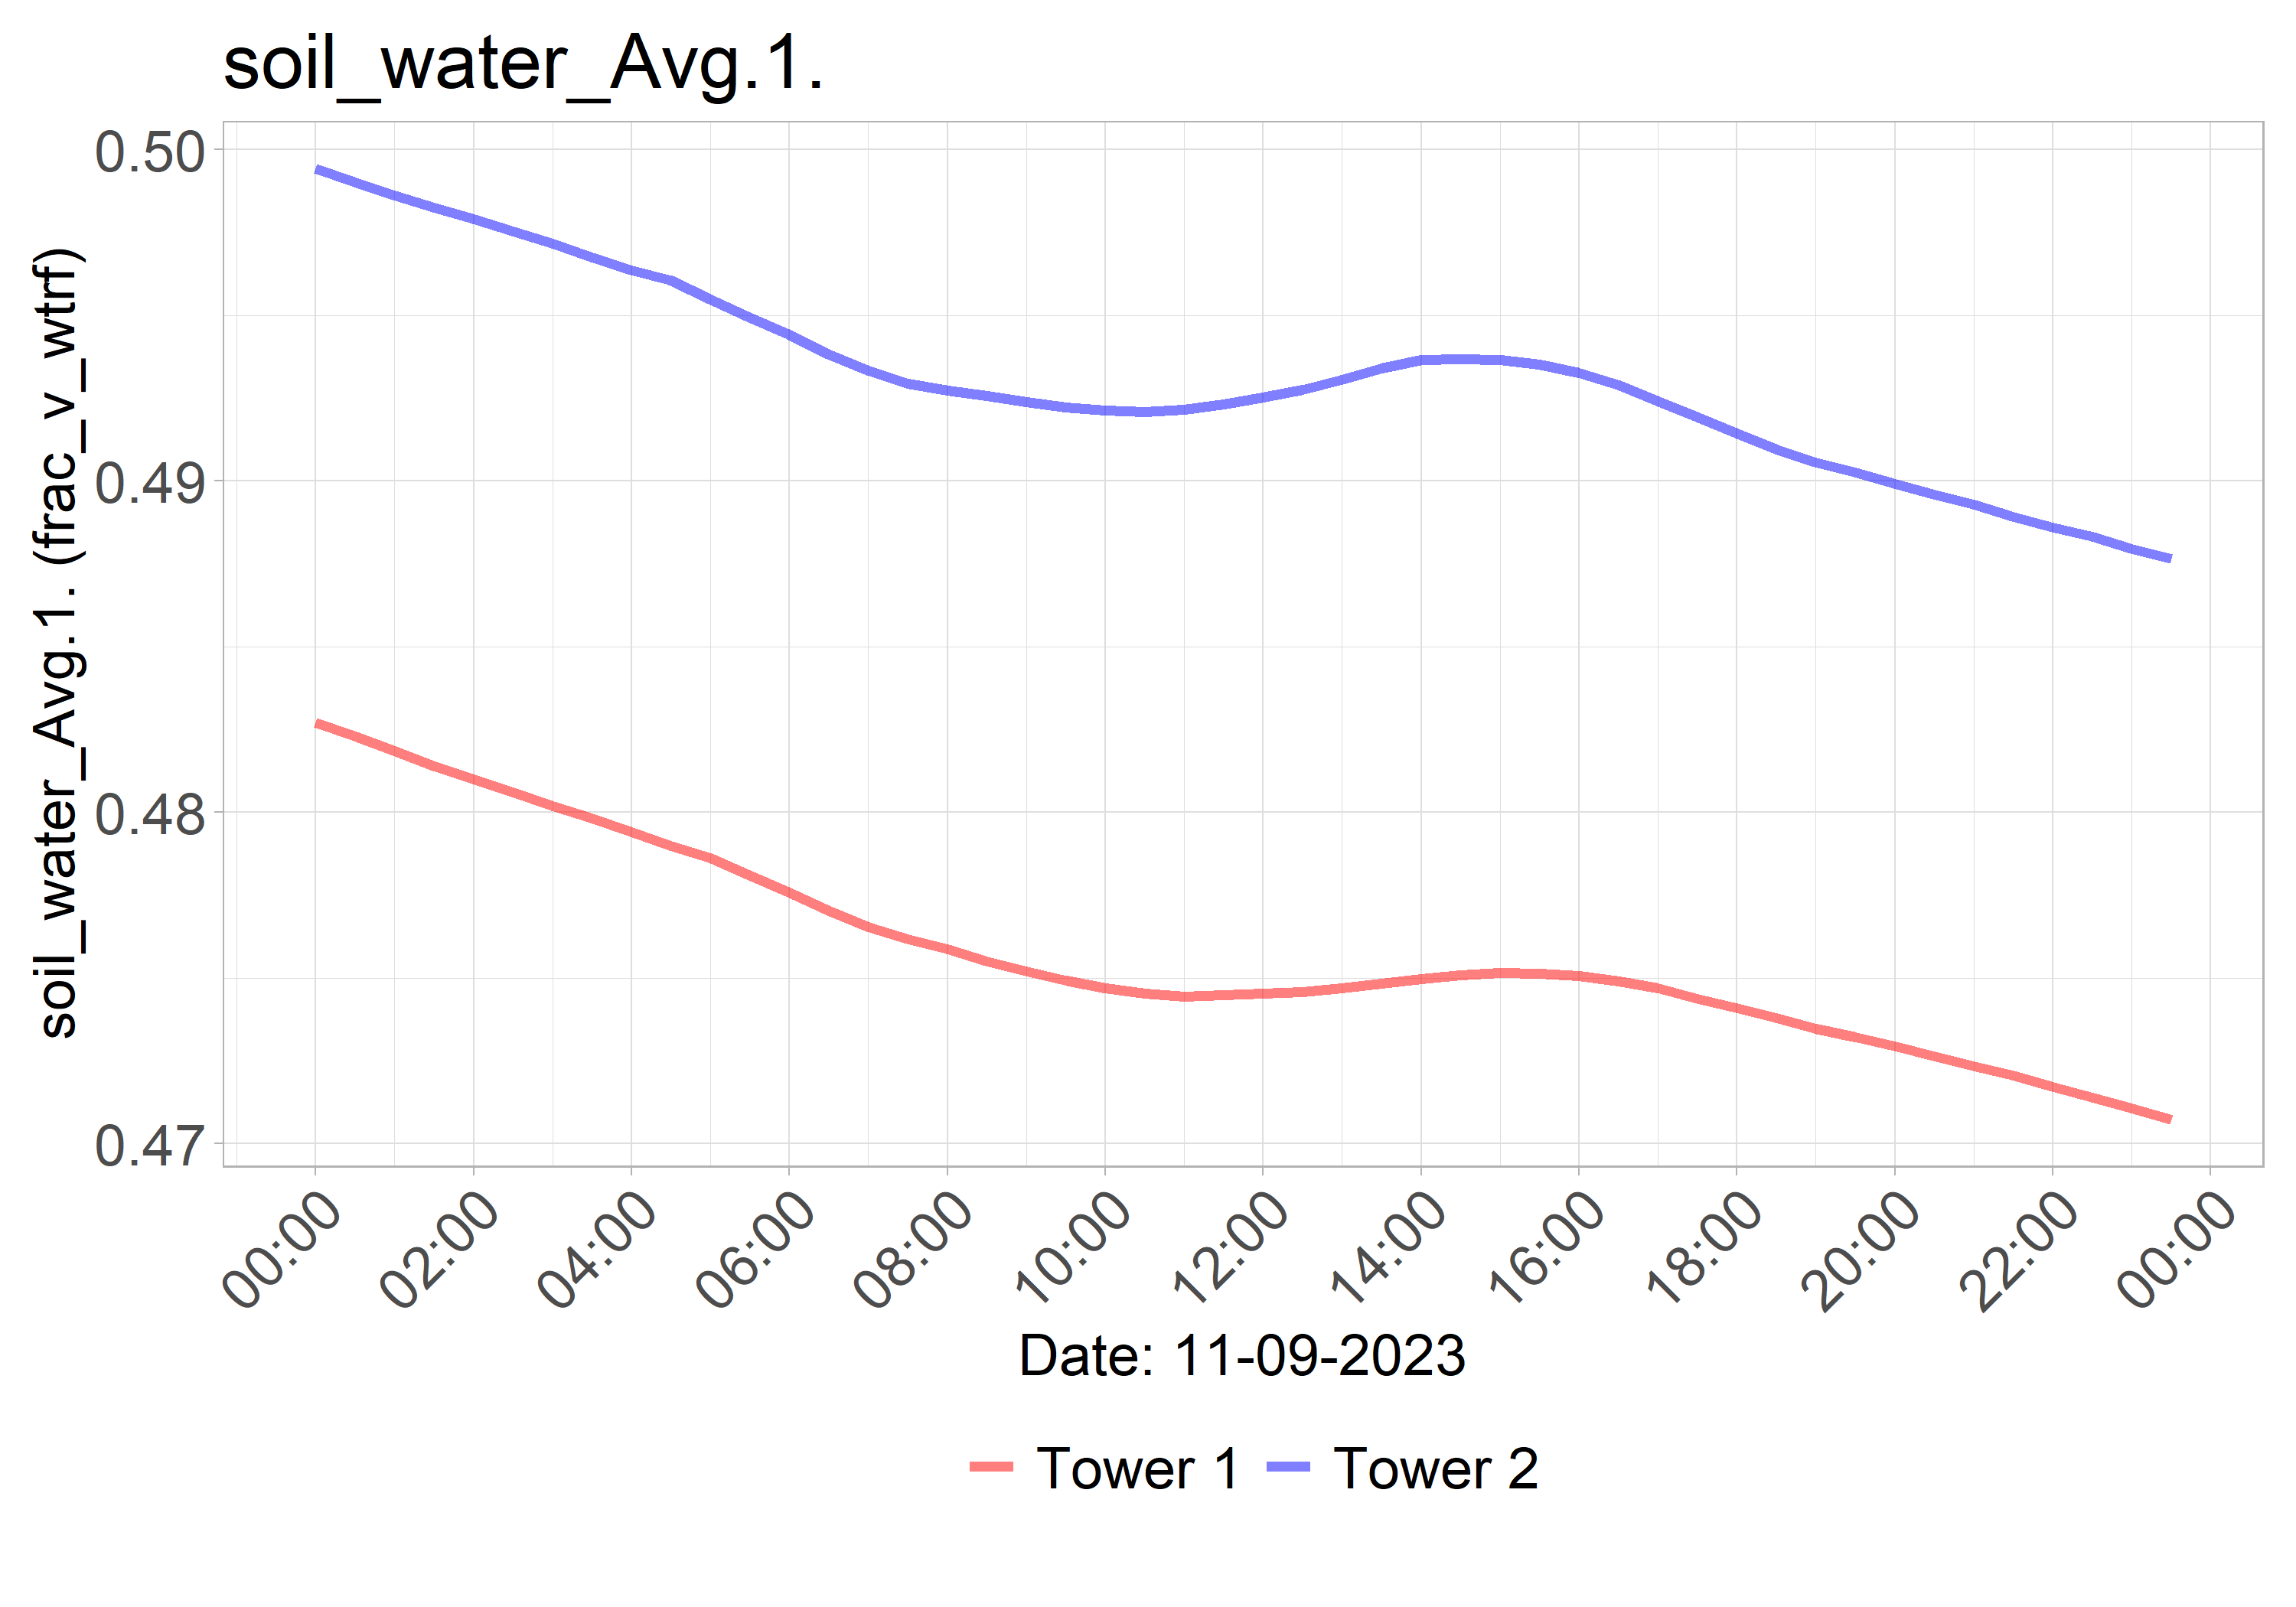 soil_water_Avg.1.
soil_water_Avg.1. (frac_v_wtrf)
0.50
0.49
0.48
0.47
00:00 02:00 04:00 06:00 08:00 10:00 12:00 14:00 16:00 18:00 20:00 22:00 00:00
Date: 11-09-2023
Tower 1 Tower 2